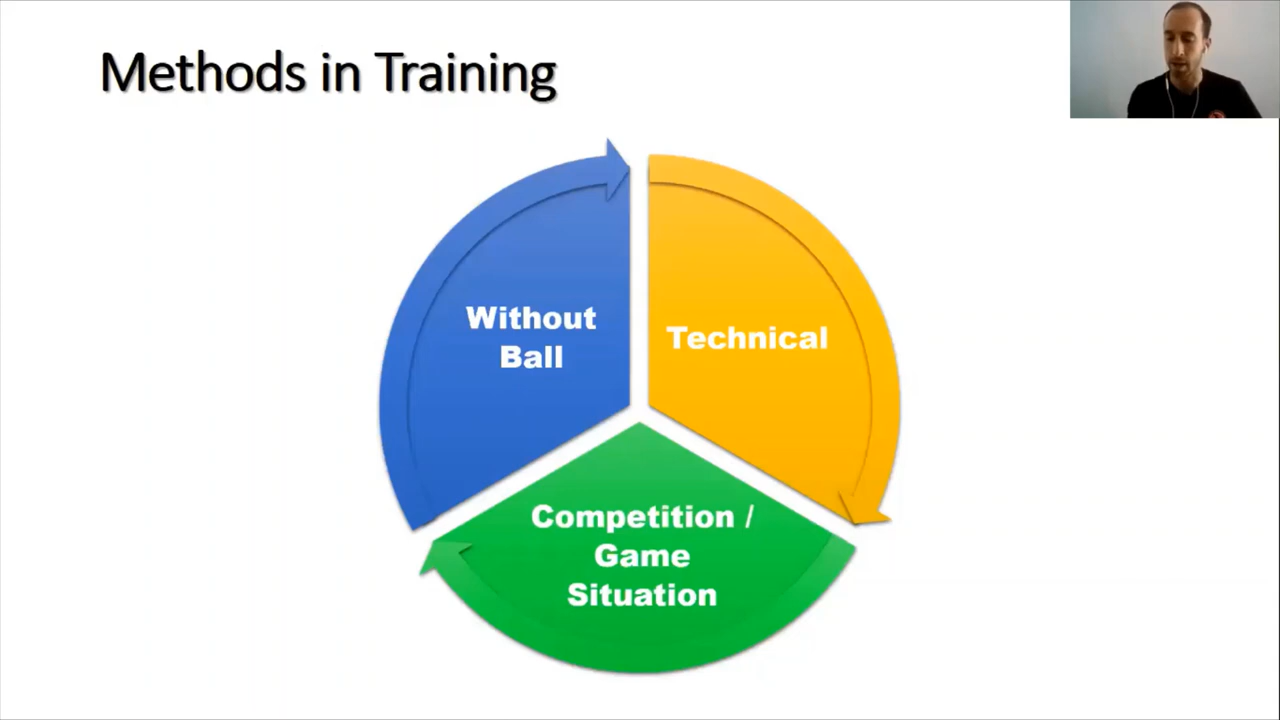 Methods in Training
Without
Ball
Technical
Competition /
Game
Situation